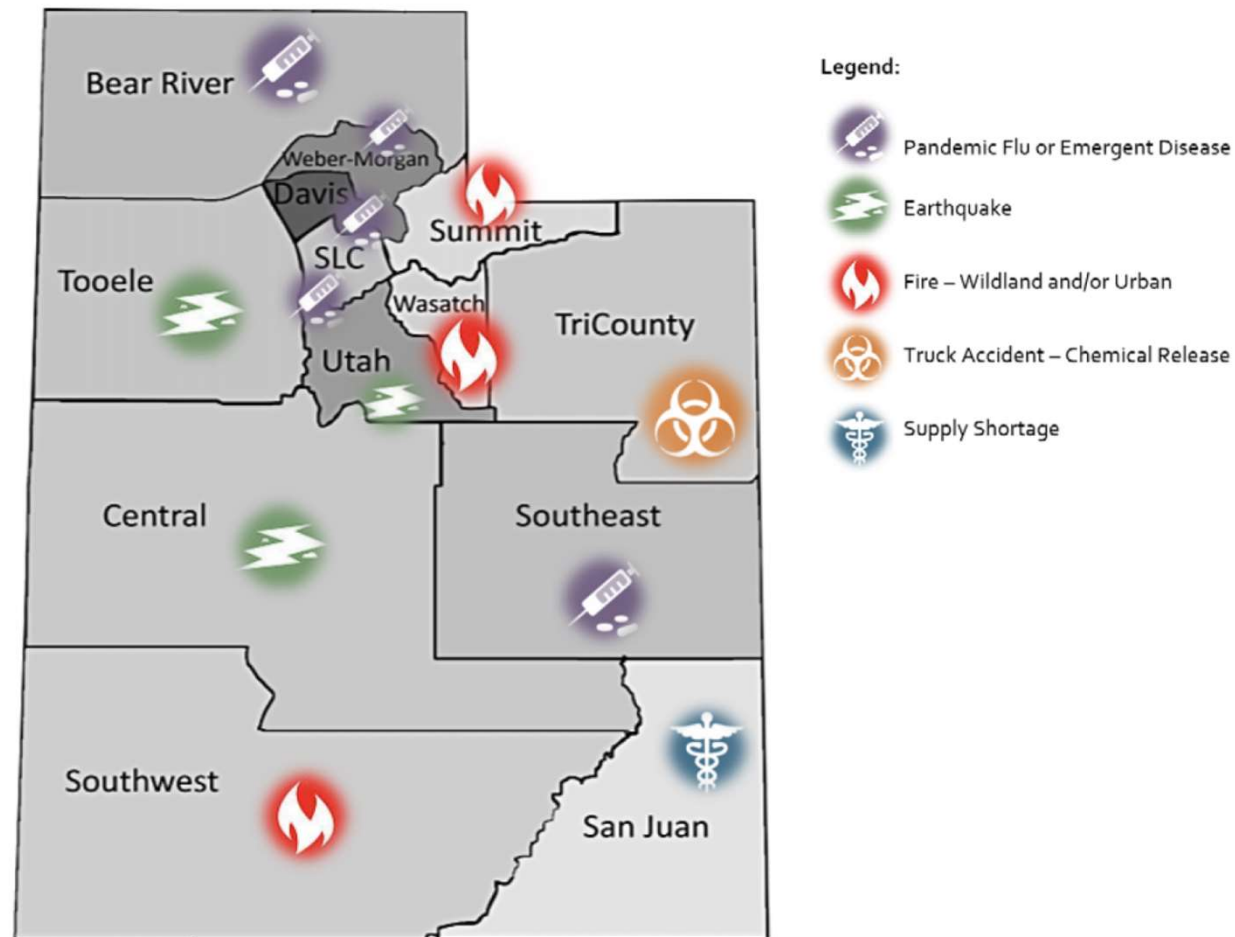 Bear River
Weber-Morgan
Davis
Summit
SLC
Tooele
Wasatch
TriCounty
Utah
Central
Southeast
Southwest
San Juan
Legend:
Pandemic Flu or Emergent Disease
Earthquake
Fire – Wildland and/or Urban
Truck Accident – Chemical Release
Supply Shortage